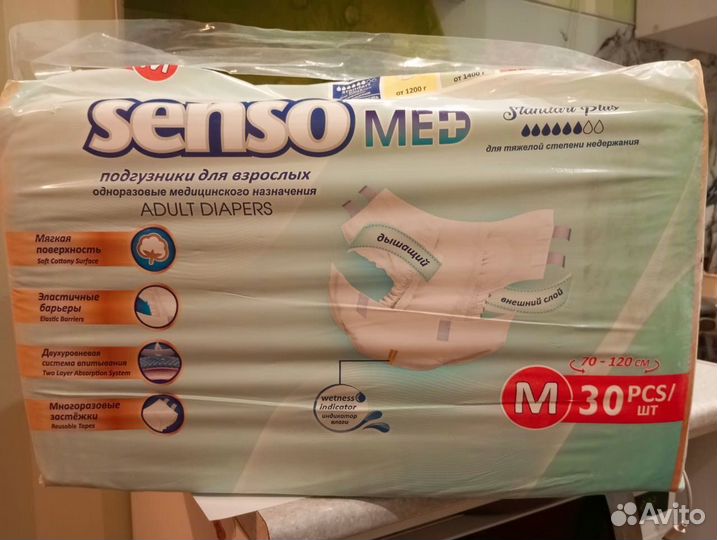 M
от 1200 г
от 1400 г
senso MED
Standart Plus
для тяжелой степени недержания
подгузники для взрослых
одноразовые медицинского назначения
ADULT DIAPERS
Мягкая
поверхность
Soft Cottony Surface
Эластичные
барьеры
Elastic Barriers
Двухуровневая
система впитывания
Two Layer Absorption System
Многоразовые
застёжки
Reusable Tapes
дышащий
внешний слой
wetness
indicator
индикатор
влаги
70 - 120 см
M 30 PCS/
ШТ
Avito